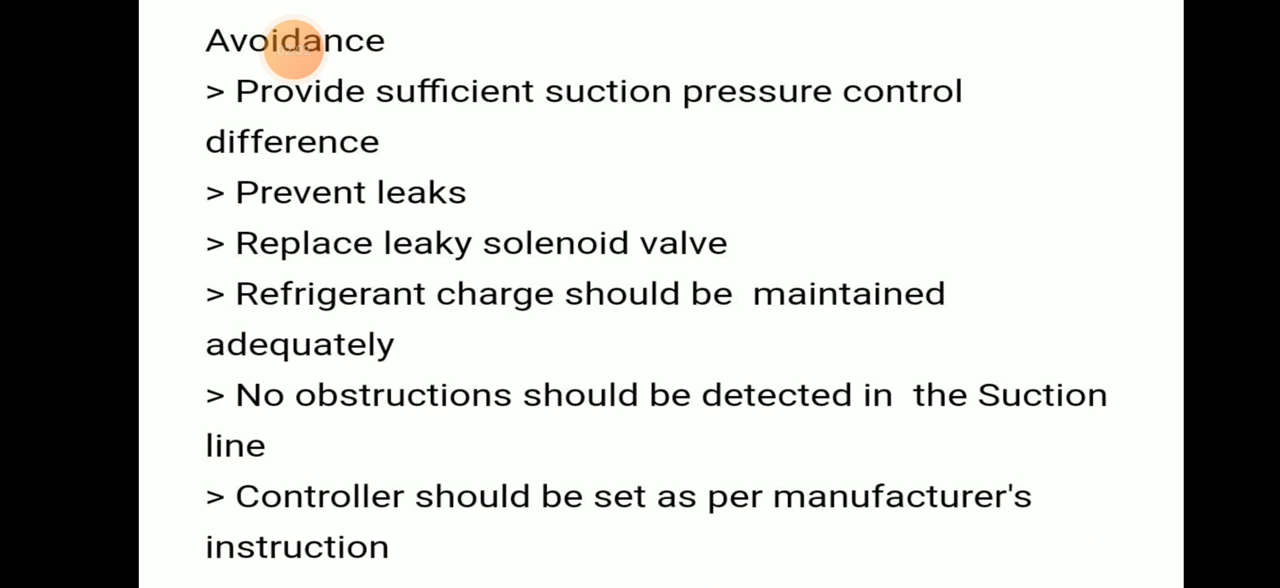 Avoidance
> Provide sufficient suction pressure control
difference
> Prevent leaks
> Replace leaky solenoid valve
> Refrigerant charge should be  maintained
adequately
> No obstructions should be detected in  the Suction
line
> Controller should be set as per manufacturer's
instruction